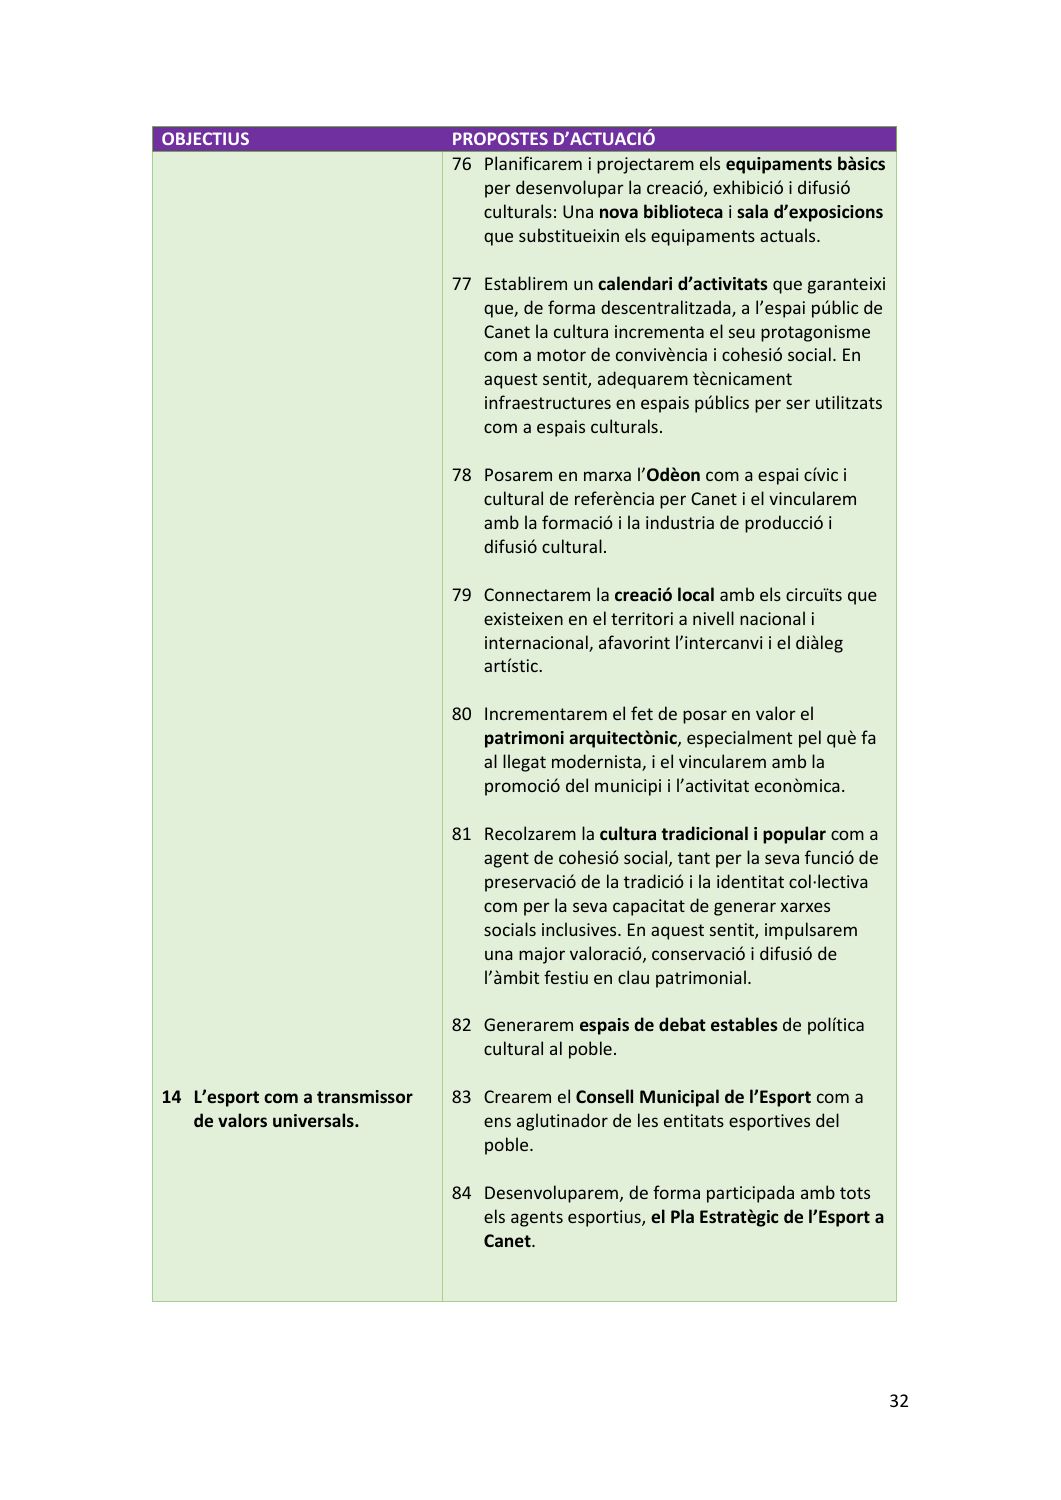 OBJECTIUS PROPOSTES D’ACTUACIÓ
76 Planificarem i projectarem els equipaments bàsics
per desenvolupar la creació, exhibició i difusió
culturals: Una nova biblioteca i sala d’exposicions
que substitueixin els equipaments actuals.
77 Establirem un calendari d’activitats que garanteixi
que, de forma descentralitzada, a l’espai públic de
Canet la cultura incrementa el seu protagonisme
com a motor de convivència i cohesió social. En
aquest sentit, adequarem tècnicament
infraestructures en espais públics per ser utilitzats
com a espais culturals.
78 Posarem en marxa l’Odèon com a espai cívic i
cultural de referència per Canet i el vincularem
amb la formació i la industria de producció i
difusió cultural.
79 Connectarem la creació local amb els circuïts que
existeixen en el territori a nivell nacional i
internacional, afavorint l’intercanvi i el diàleg
artístic.
80 Incrementarem el fet de posar en valor el
patrimoni arquitectònic, especialment pel què fa
al llegat modernista, i el vincularem amb la
promoció del municipi i l’activitat econòmica.
81 Recolzarem la cultura tradicional i popular com a
agent de cohesió social, tant per la seva funció de
preservació de la tradició i la identitat col·lectiva
com per la seva capacitat de generar xarxes
socials inclusives. En aquest sentit, impulsarem
una major valoració, conservació i difusió de
l’àmbit festiu en clau patrimonial.
82 Generarem espais de debat estables de política
cultural al poble.
14 L’esport com a transmissor
de valors universals.
83 Crearem el Consell Municipal de l’Esport com a
ens aglutinador de les entitats esportives del
poble.
84 Desenvoluparem, de forma participada amb tots
els agents esportius, el Pla Estratègic de l’Esport a
Canet.
32